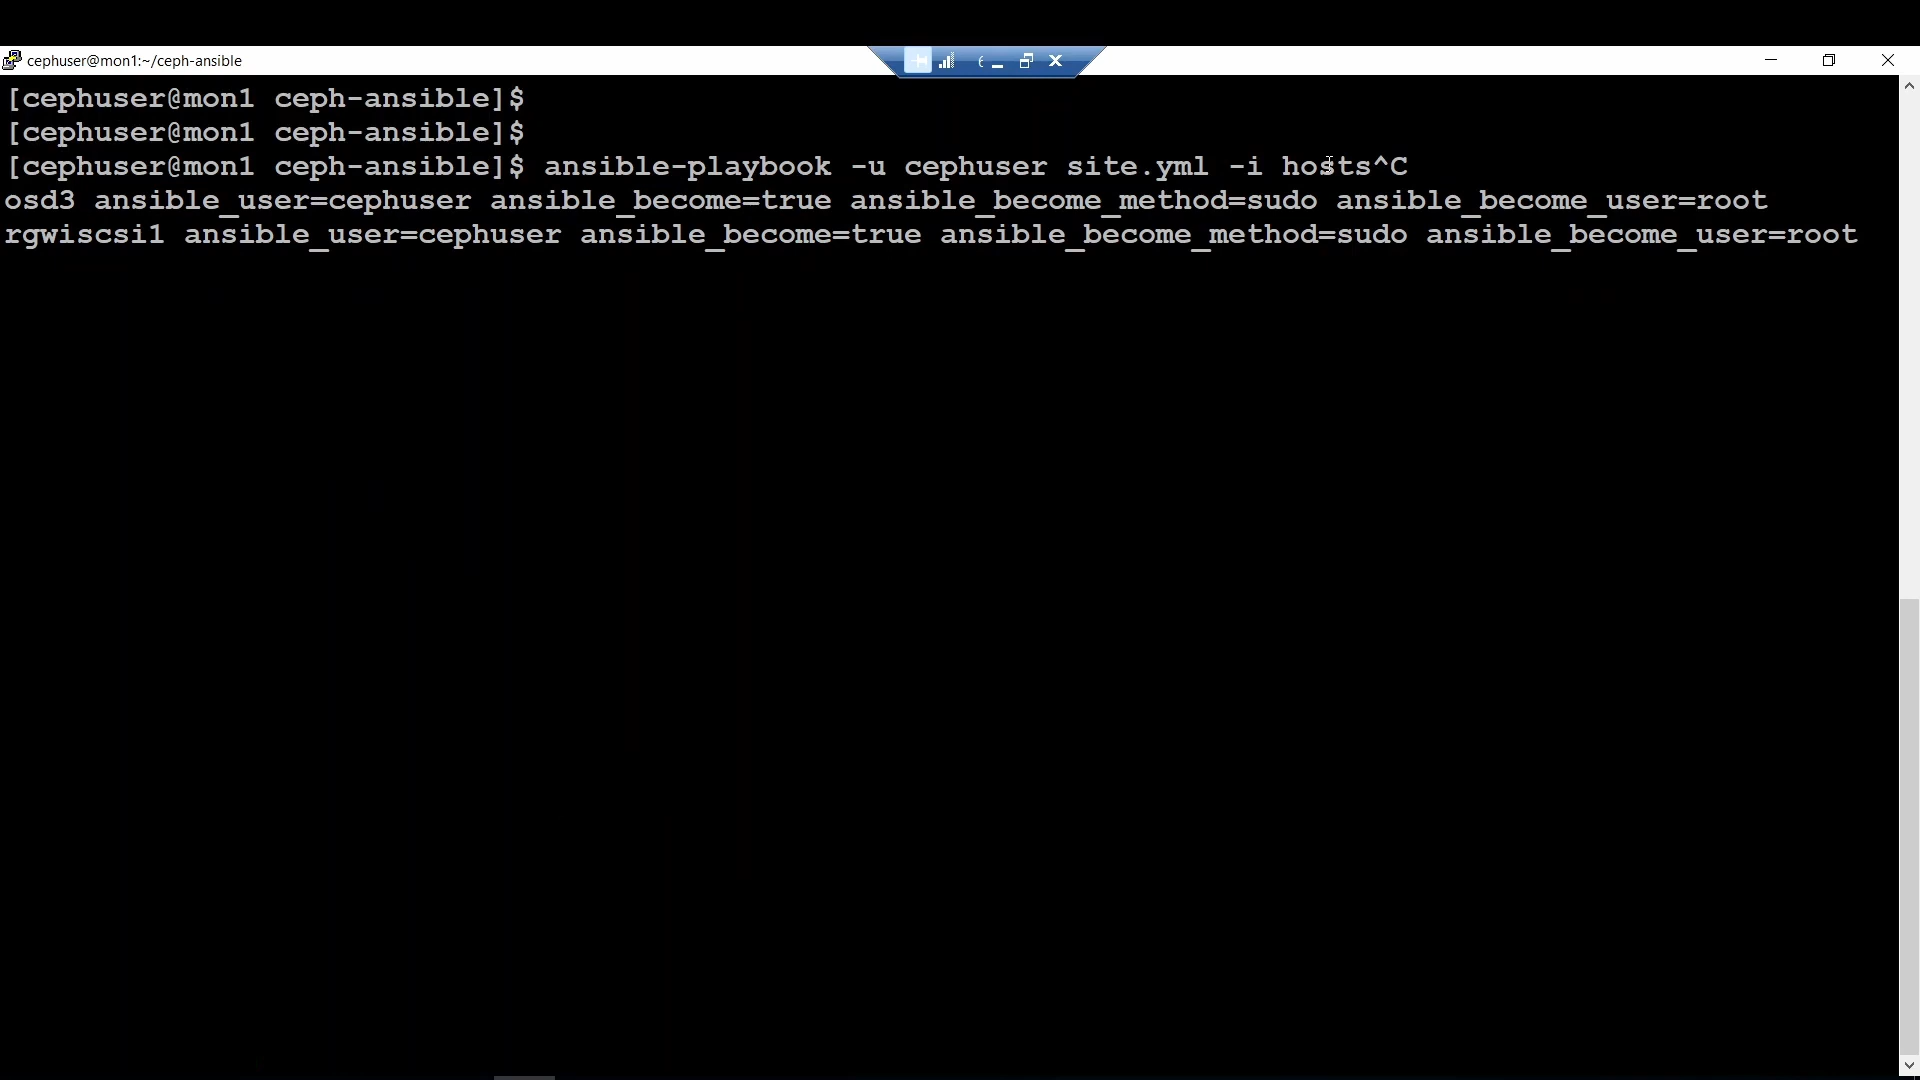 cephuser@mon1:~/ceph-ansible
[cephuser@mon1 ceph-ansible]$
[cephuser@mon1 ceph-ansible]$
[cephuser@mon1 ceph-ansible]$ ansible-playbook -u cephuser site.yml -i hosts^C
osd3 ansible_user=cephuser ansible_become=true ansible_become_method=sudo ansible_become_user=root
rgwiscsi1 ansible_user=cephuser ansible_become=true ansible_become_method=sudo ansible_become_user=root